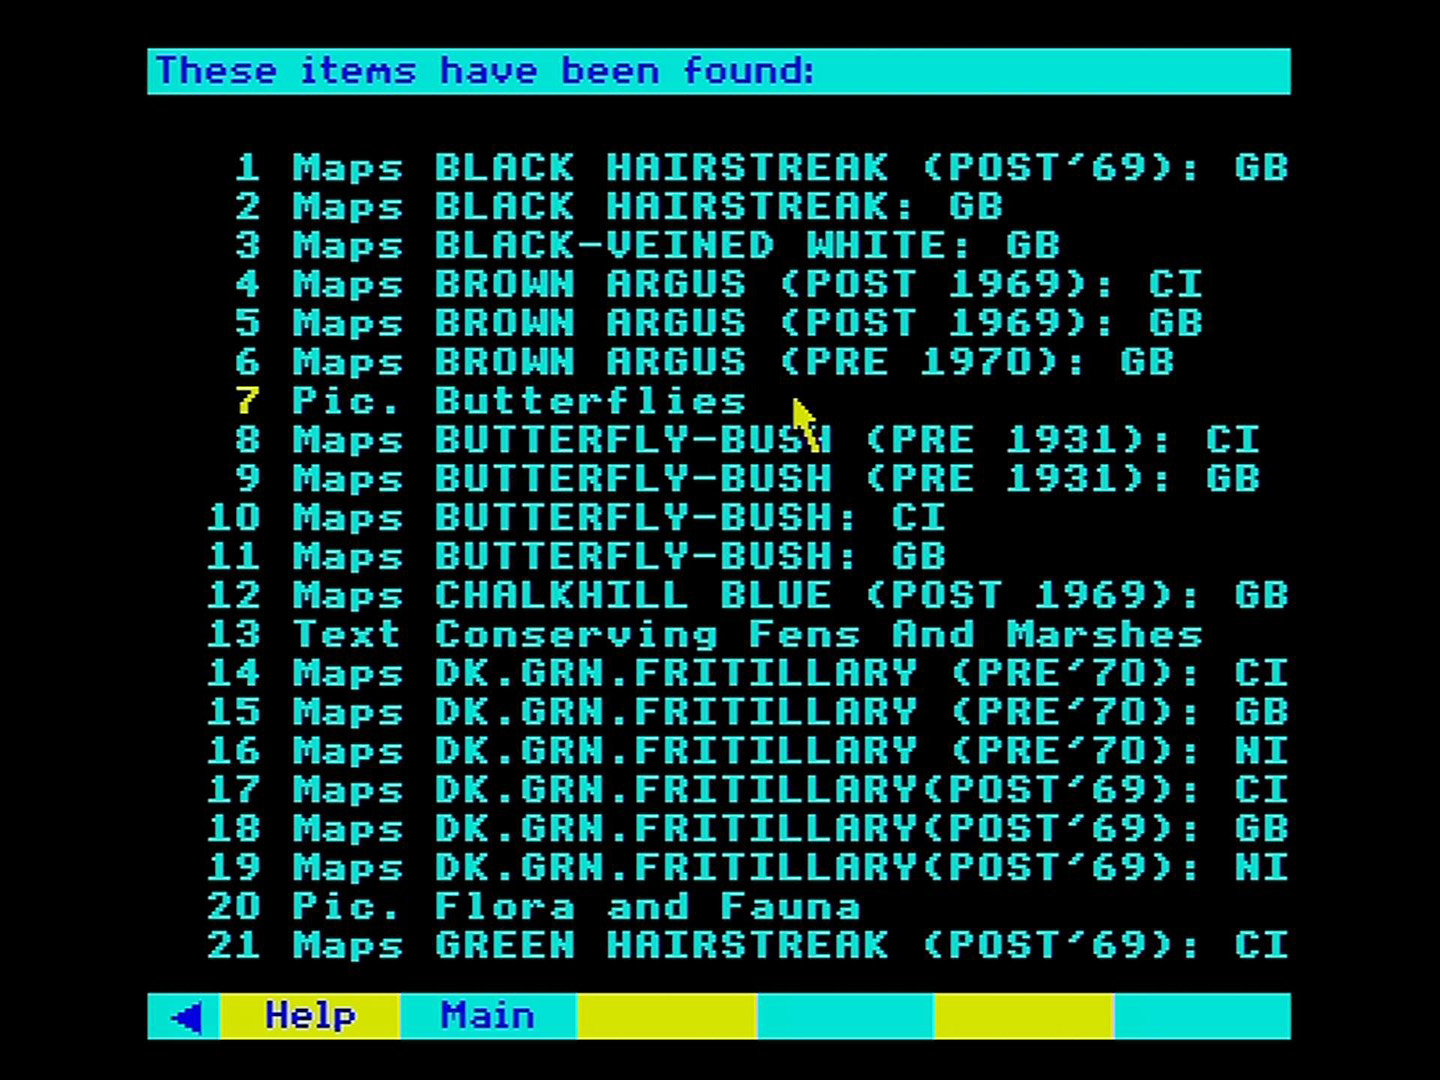 These items have been found:
1 Maps BLACK HAIRSTREAK (POST'69): GB
2 Maps BLACK HAIRSTREAK: GB
3 Maps BLACK-VEINED WHITE: GB
4 Maps BROWN ARGUS (POST 1969): CI
5 Maps BROWN ARGUS (POST 1969): GB
6 Maps BROWN ARGUS (PRE 1970): GB
7 Pic. Butterflies
8 Maps BUTTERFLY-BUSH (PRE 1931): CI
9 Maps BUTTERFLY-BUSH (PRE 1931): GB
10 Maps BUTTERFLY-BUSH: CI
11 Maps BUTTERFLY-BUSH: GB
12 Maps CHALKHILL BLUE (POST 1969): GB
13 Text Conserving Fens And Marshes
14 Maps DK.GRN.FRITILLARY (PRE'70): CI
15 Maps DK.GRN.FRITILLARY (PRE'70): GB
16 Maps DK.GRN.FRITILLARY (PRE'70): NI
17 Maps DK.GRN.FRITILLARY(POST'69): CI
18 Maps DK.GRN.FRITILLARY(POST'69): GB
19 Maps DK.GRN.FRITILLARY(POST'69): NI
20 Pic. Flora and Fauna
21 Maps GREEN HAIRSTREAK (POST'69): CI
Help Main